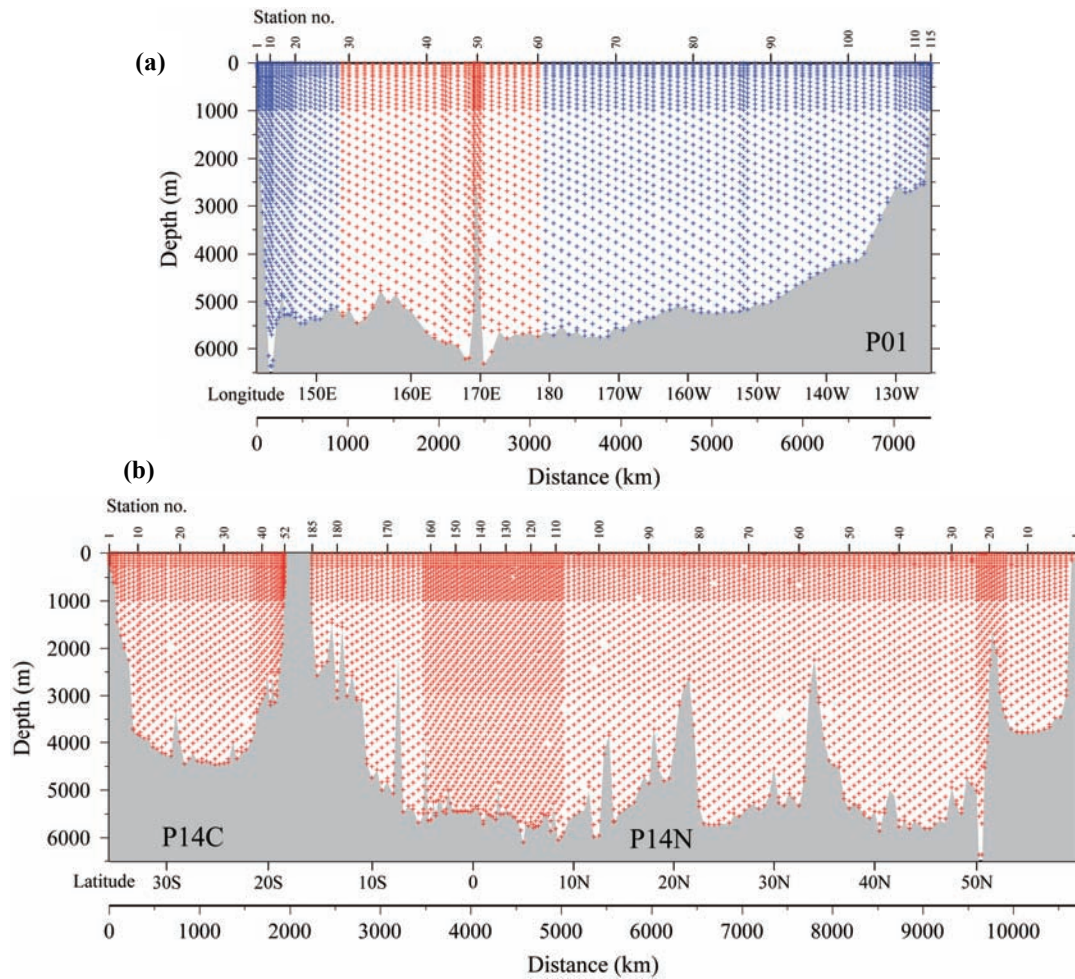 Station no.
1 10 20 30 40 50 60 70 80 90 100 110 115
(a)
0
1000
2000
3000
4000
5000
6000
Depth (m)
P01
Longitude 150E 160E 170E 180 170W 160W 150W 140W 130W
0 1000 2000 3000 4000 5000 6000 7000
Distance (km)
(b)
Station no.
1 10 20 30 40 52 185 180 170 160 150 140 130 120 110 100 90 80 70 60 50 40 30 20 10
0
1000
2000
3000
4000
5000
6000
Depth (m)
P14C P14N
Latitude 30S 20S 10S 0 10N 20N 30N 40N 50N
0 1000 2000 3000 4000 5000 6000 7000 8000 9000 10000
Distance (km)